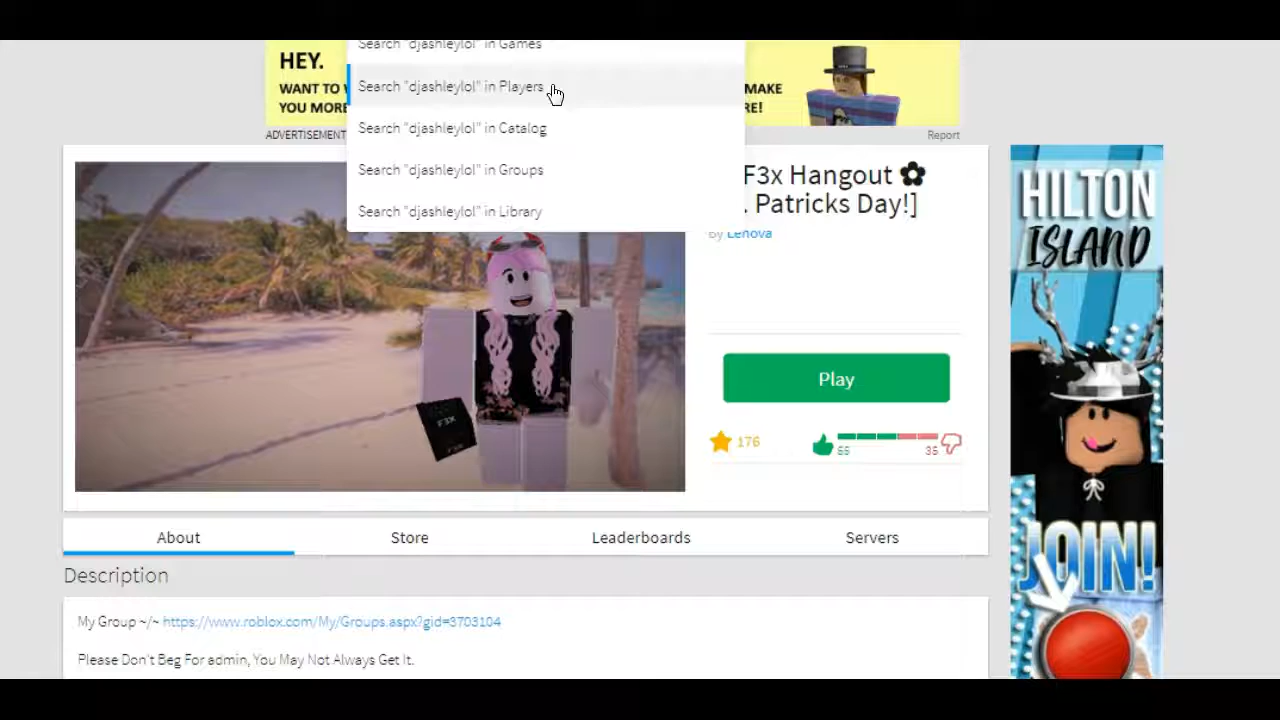 Search "djashleylol" in Games
HEY.
Search "djashleylol" in Players
WANT TO
MAKE
YOU MORE
RE!
Search "djashleylol" in Catalog
ADVERTISEMENT
Report
Search "djashleylol" in Groups
F3x Hangout ✿
. Patricks Day!]
Search "djashleylol" in Library
By Lenova
HILTON
ISLAND
F3X
Play
176
65
35
JOIN!
About
Store
Leaderboards
Servers
Description
My Group ~/~ https://www.roblox.com/My/Groups.aspx?gid=3703104
Please Don't Beg For admin, You May Not Always Get It.